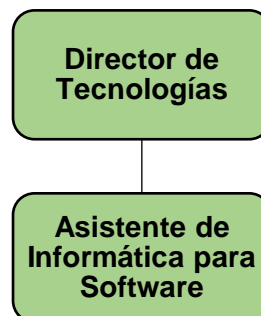 Director de
Tecnologías
Asistente de
Informática para
Software